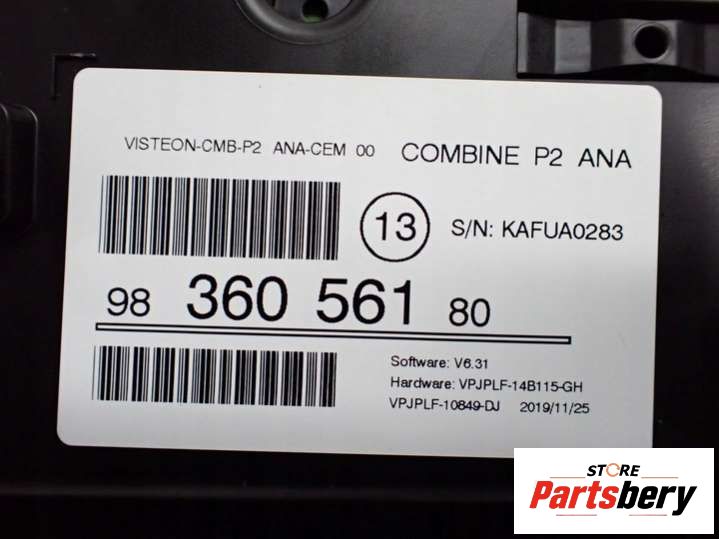 VISTEON-CMB-P2 ANA-CEM 00 COMBINE P2 ANA
13 S/N: KAFUA0283
98 360 561 80
Software: V6.31
Hardware: VPJPLF-14B115-GH
VPJPLF-10849-DJ 2019/11/25
STORE
Partsbery